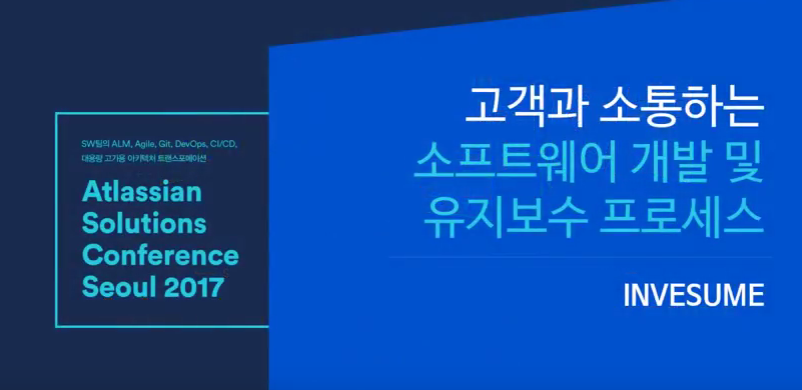 SW팀의 ALM, Agile, Git, DevOps, CI/CD,
대용량 고가용 아키텍처 트랜스포메이션
Atlassian
Solutions
Conference
Seoul 2017
고객과 소통하는
소프트웨어 개발 및
유지보수 프로세스
INVESUME